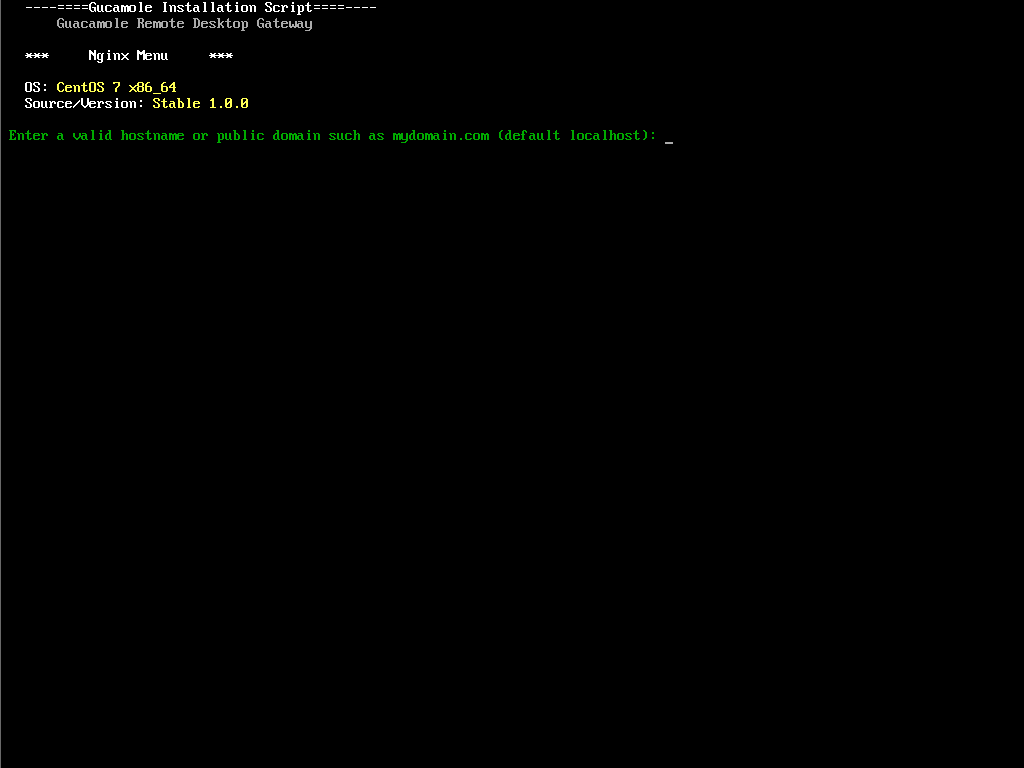 ----====Gucamole Installation Script====----
Guacamole Remote Desktop Gateway
*** Nginx Menu ***
OS: CentOS 7 x86_64
Source/Version: Stable 1.0.0
Enter a valid hostname or public domain such as mydomain.com (default localhost): _